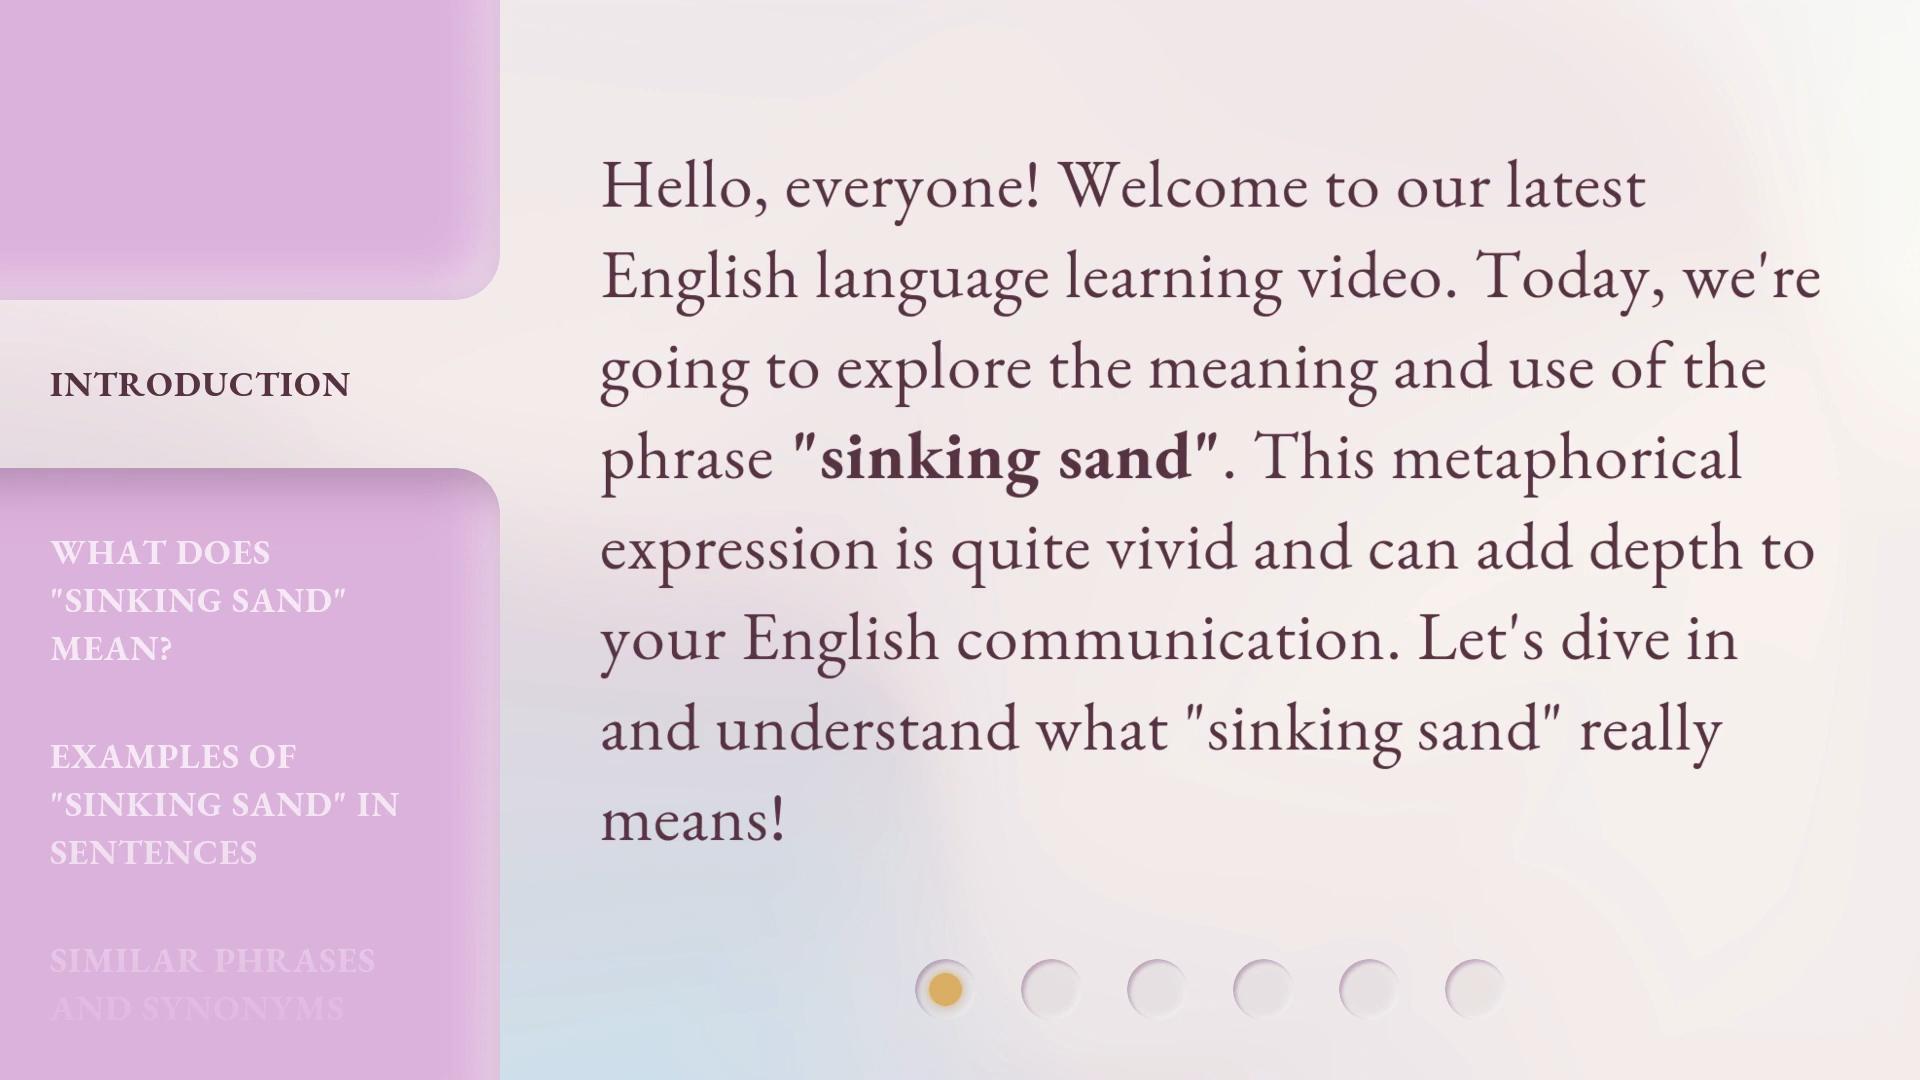 INTRODUCTION
WHAT DOES
"SINKING SAND"
MEAN?
EXAMPLES OF
"SINKING SAND" IN
SENTENCES
SIMILAR PHRASES
AND SYNONYMS
Hello, everyone! Welcome to our latest
English language learning video. Today, we're
going to explore the meaning and use of the
phrase "sinking sand". This metaphorical
expression is quite vivid and can add depth to
your English communication. Let's dive in
and understand what "sinking sand" really
means!